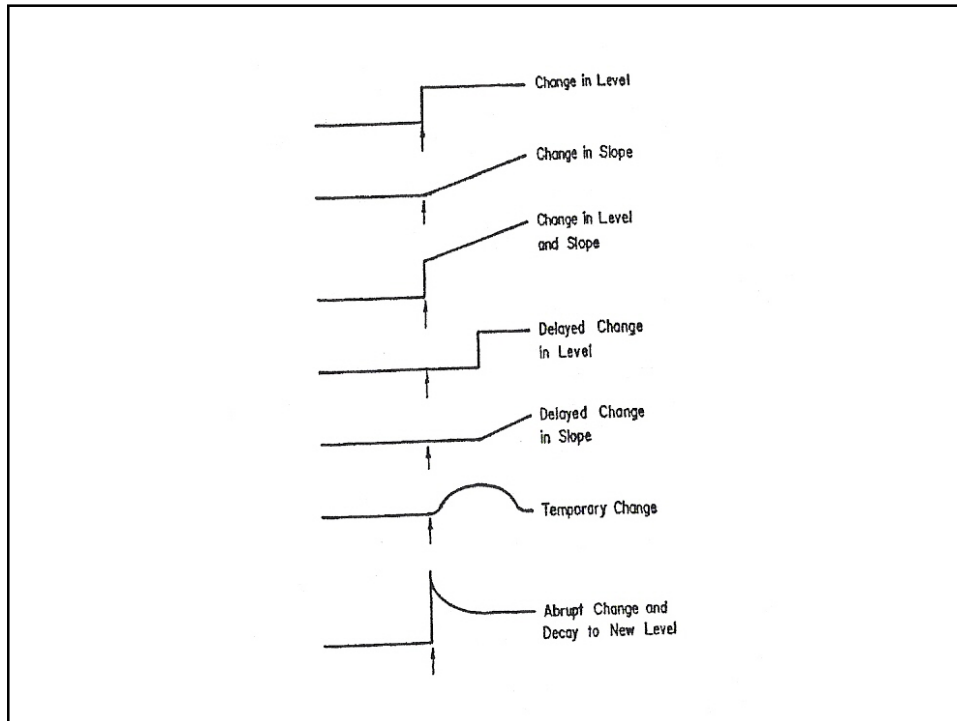 Change in Level
Change in Slope
Change in Level
and Slope
Delayed Change
in Level
Delayed Change
in Slope
Temporary Change
Abrupt Change and
Decay to New Level